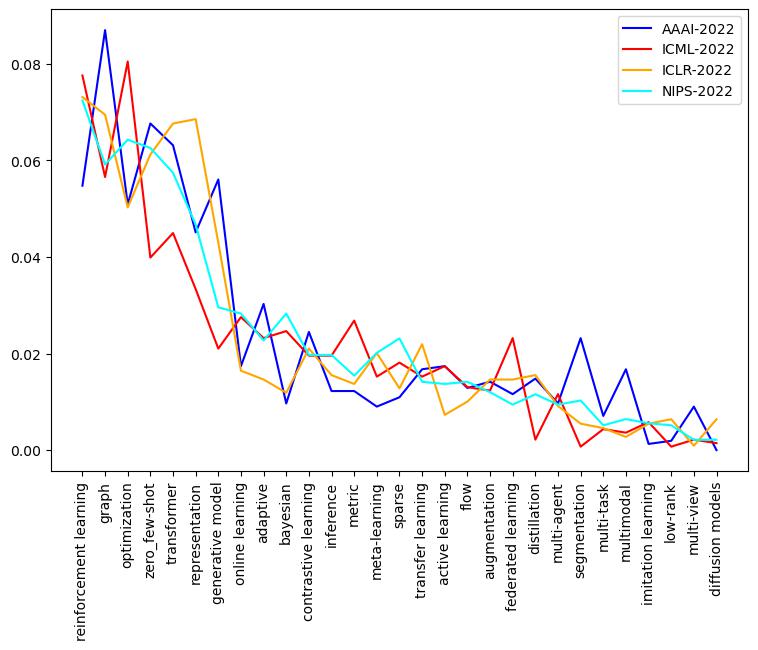 AAAI-2022
ICML-2022
ICLR-2022
NIPS-2022
0.08
0.06
0.04
0.02
0.00
reinforcement learning
graph
optimization
zero_few-shot
transformer
representation
generative model
online learning
adaptive
bayesian
contrastive learning
inference
metric
meta-learning
sparse
transfer learning
active learning
flow
augmentation
federated learning
distillation
multi-agent
segmentation
multi-task
multimodal
imitation learning
low-rank
multi-view
diffusion models